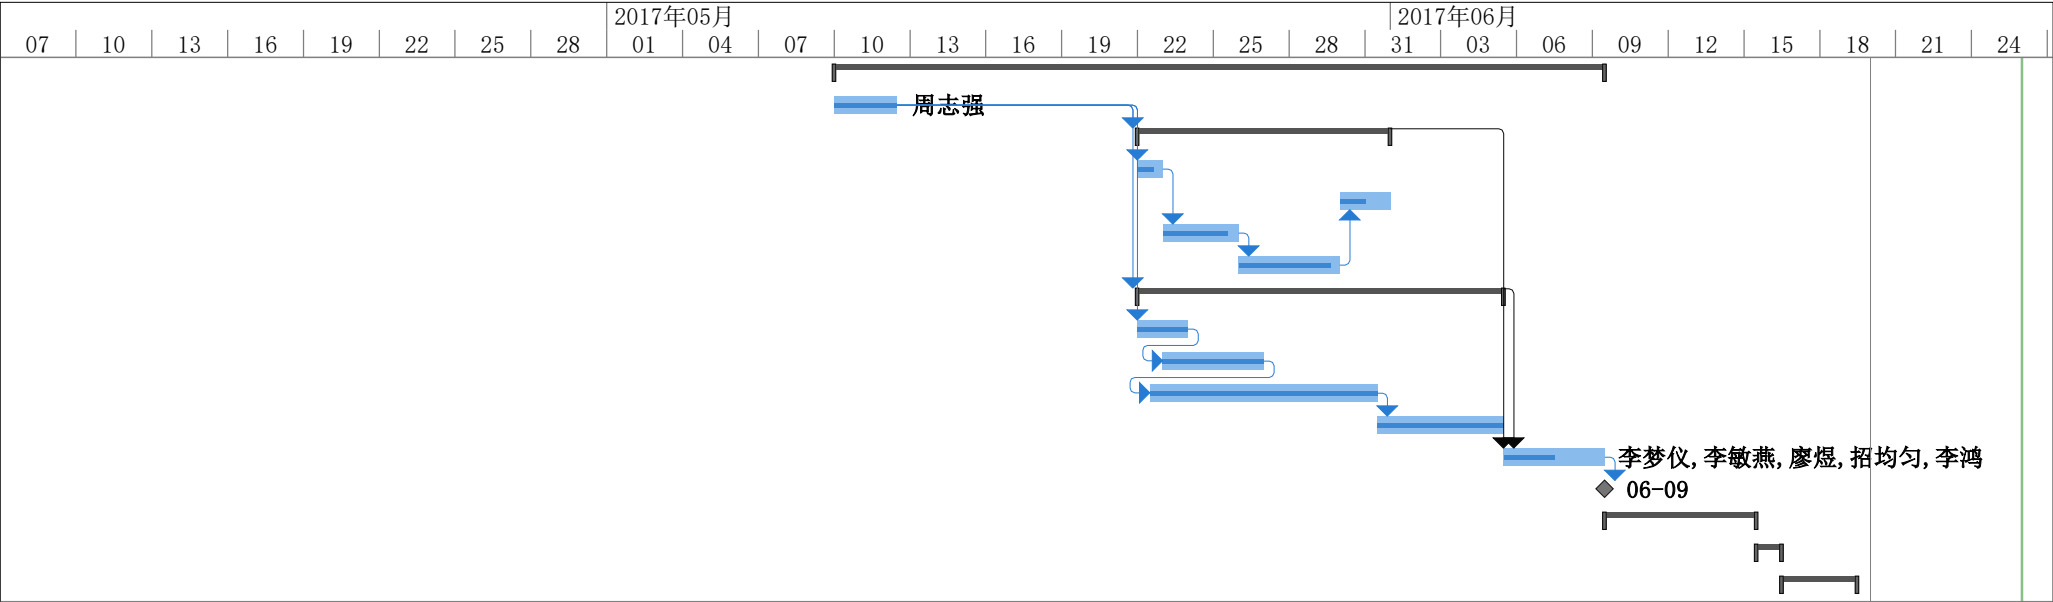 2017年05月 2017年06月
07 10 13 16 19 22 25 28 01 04 07 10 13 16 19 22 25 28 31 03 06 09 12 15 18 21 24
周志强
李梦仪,李敏燕,廖煜,招均匀,李鸿
06-09